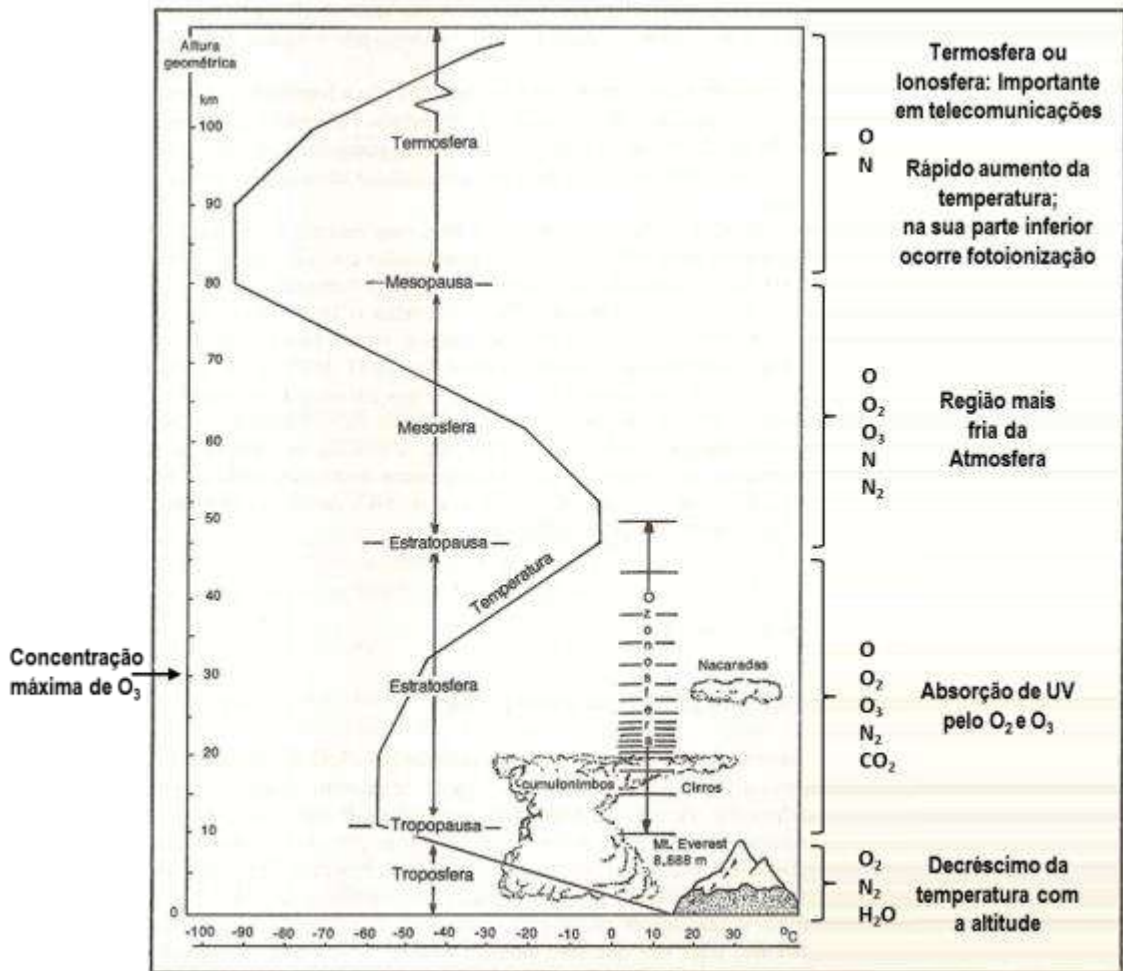 Altura
geométrica
km
100
90
80
70
60
50
40
30
20
10
0
Termosfera
Mesopausa
Mesosfera
Estratopausa
Temperatura
Estratosfera
Tropopausa
Troposfera
Ozonosfera
Nacaradas
cumulonimbos
Cirros
Mt. Everest
8,888 m
-100 -90 -80 -70 -60 -50 -40 -30 -20 -10 0 10 20 30 °C
Concentração
máxima de O₃
O
N
Termosfera ou
Ionosfera: Importante
em telecomunicações
Rápido aumento da
temperatura;
na sua parte inferior
ocorre fotoionização
O
O₂
O₃
N
N₂
Região mais
fria da
Atmosfera
O
O₂
O₃
N₂
CO₂
Absorção de UV
pelo O₂ e O₃
O₂
N₂
H₂O
Decréscimo da
temperatura com
a altitude